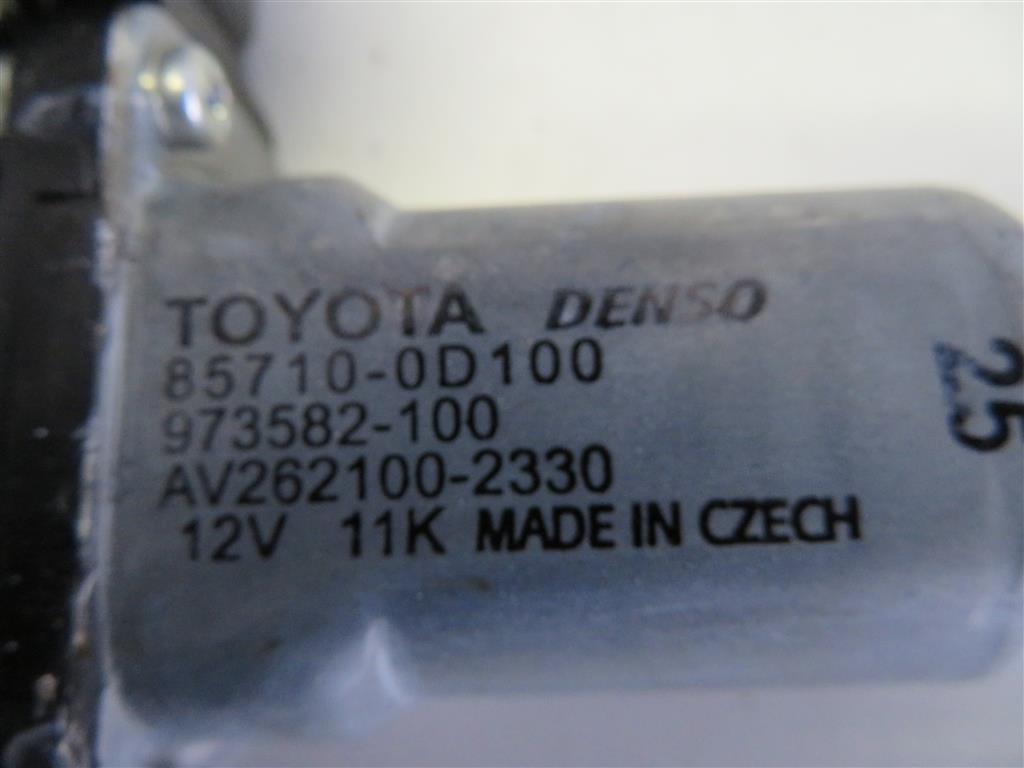 TOYOTA DENSO
85710-0D100
973582-100
AV262100-2330
12V 11K MADE IN CZECH
25